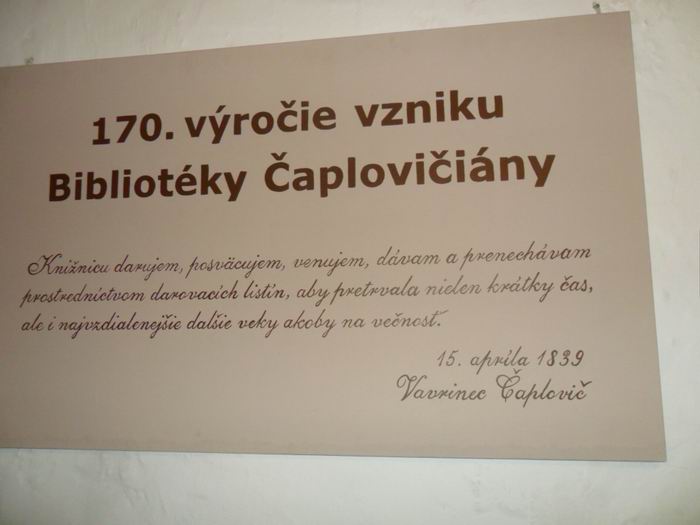 170. výročie vzniku
Bibliotéky Čaplovičiány
Knižnicu darujem, posväcujem, venujem, dávam a prenechávam
prostredníctvom darovacích listín, aby pretrvala nielen krátky čas,
ale i najvzdialenejšie dalšie veky akoby na večnosť.
15. apríla 1839
Vavrinec Čaplovič